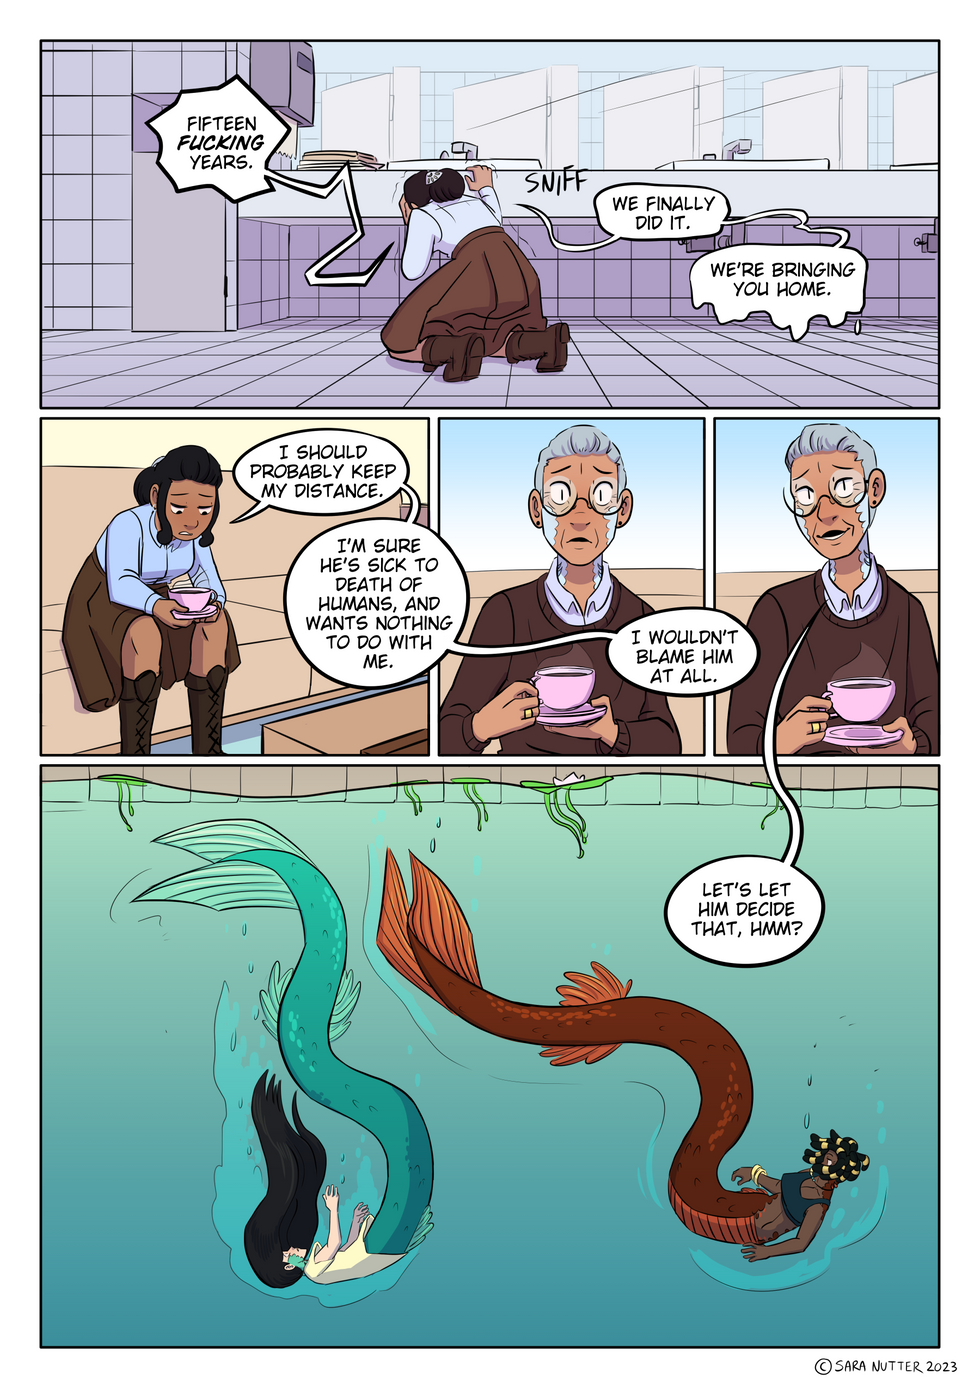 FIFTEEN
FUCKING
YEARS.
SNIFF
WE FINALLY
DID IT.
WE'RE BRINGING
YOU HOME.
I SHOULD
PROBABLY KEEP
MY DISTANCE.
I'M SURE
HE'S SICK TO
DEATH OF
HUMANS, AND
WANTS NOTHING
TO DO WITH
ME.
I WOULDN'T
BLAME HIM
AT ALL.
LET'S LET
HIM DECIDE
THAT, HMM?
© SARA NUTTER 2023